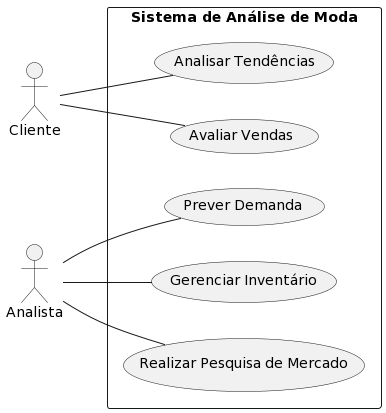 Sistema de Análise de Moda
Analisar Tendências
Cliente
Avaliar Vendas
Prever Demanda
Gerenciar Inventário
Analista
Realizar Pesquisa de Mercado